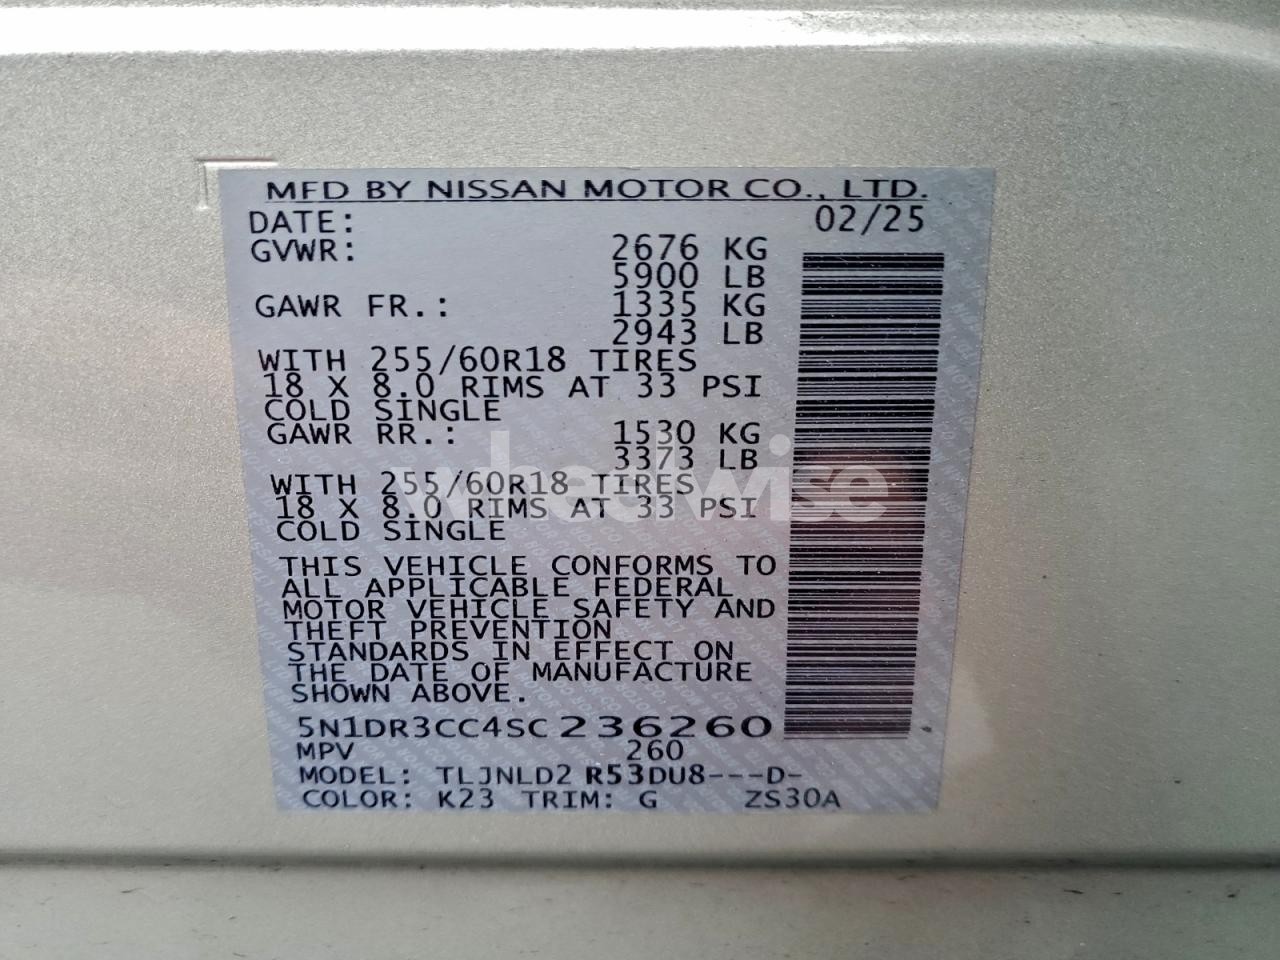 MFD BY NISSAN MOTOR CO., LTD.
DATE: 02/25
GVWR: 2676 KG
5900 LB
GAWR FR.: 1335 KG
2943 LB
WITH 255/60R18 TIRES
18 X 8.0 RIMS AT 33 PSI
COLD SINGLE
GAWR RR.: 1530 KG
3373 LB
WITH 255/60R18 TIRES
18 X 8.0 RIMS AT 33 PSI
COLD SINGLE
wheelwise
THIS VEHICLE CONFORMS TO
ALL APPLICABLE FEDERAL
MOTOR VEHICLE SAFETY AND
THEFT PREVENTION
STANDARDS IN EFFECT ON
THE DATE OF MANUFACTURE
SHOWN ABOVE.
5N1DR3CC4SC236260
MPV 260
MODEL: TLJNLD2 R53DU8---D-
COLOR: K23 TRIM: G ZS30A